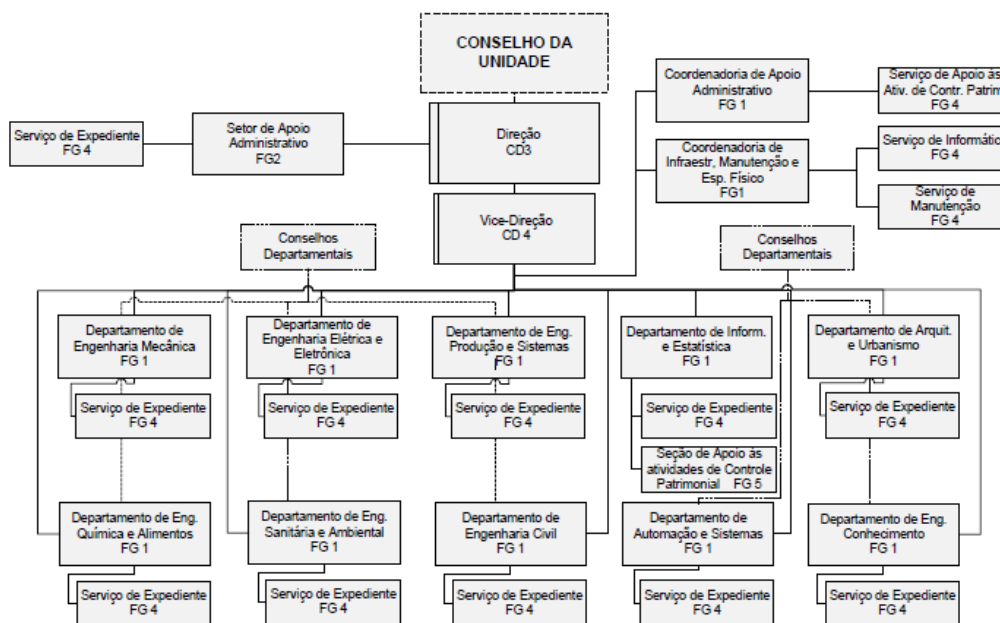 CONSELHO DA
UNIDADE
Coordenadoria de Apoio
Administrativo
FG 1
Serviço de Apoio ás
Ativ. de Contr. Patrim
FG 4
Serviço de Expediente
FG 4
Setor de Apoio
Administrativo
FG2
Direção
CD3
Coordenadoria de
Infraestr, Manutenção e
Esp. Físico
FG1
Serviço de Informátic
FG 4
Serviço de
Manutenção
FG 4
Vice-Direção
CD 4
Conselhos
Departamentais
Conselhos
Departamentais
Departamento de
Engenharia Mecânica
FG 1
Departamento de
Engenharia Elétrica e
Eletrônica
FG 1
Departamento de Eng.
Produção e Sistemas
FG 1
Departamento de Inform.
e Estatística
FG 1
Departamento de Arquit.
e Urbanismo
FG 1
Serviço de Expediente
FG 4
Serviço de Expediente
FG 4
Serviço de Expediente
FG 4
Serviço de Expediente
FG 4
Serviço de Expediente
FG 4
Seção de Apoio ás
atividades de Controle
Patrimonial FG 5
Departamento de Eng.
Química e Alimentos
FG 1
Departamento de Eng.
Sanitária e Ambiental
FG 1
Departamento de
Engenharia Civil
FG 1
Departamento de
Automação e Sistemas
FG 1
Departamento de Eng.
Conhecimento
FG 1
Serviço de Expediente
FG 4
Serviço de Expediente
FG 4
Serviço de Expediente
FG 4
Serviço de Expediente
FG 4
Serviço de Expediente
FG 4